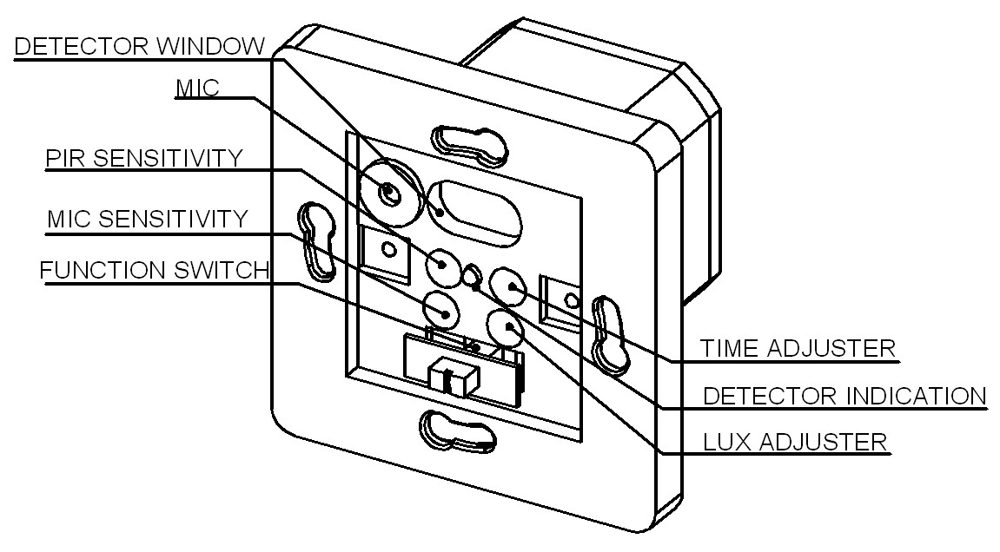 DETECTOR WINDOW
MIC
PIR SENSITIVITY
MIC SENSITIVITY
FUNCTION SWITCH
TIME ADJUSTER
DETECTOR INDICATION
LUX ADJUSTER